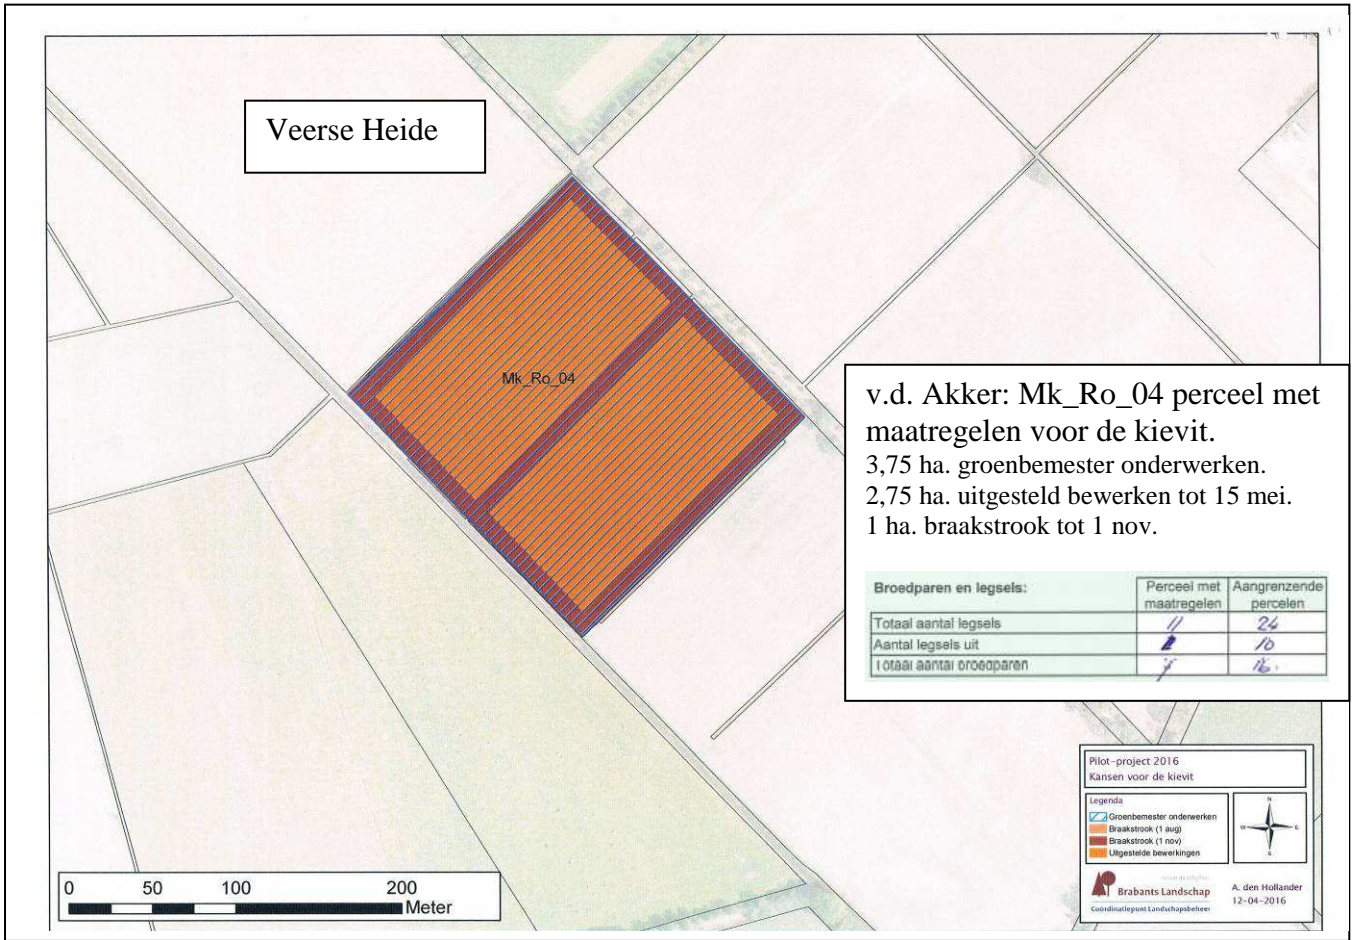 Veerse Heide
Mk_Ro_04
v.d. Akker: Mk_Ro_04 perceel met
maatregelen voor de kievit.
3,75 ha. groenbemester onderwerken.
2,75 ha. uitgesteld bewerken tot 15 mei.
1 ha. braakstrook tot 1 nov.
Broedparen en legsels: Perceel met maatregelen Aangrenzende percelen
Totaal aantal legsels 11 24
Aantal legsels uit 10
Totaal aantal broedparen 7 16.
Pilot-project 2016
Kansen voor de kievit
Legenda
Groenbemester onderwerken
Braakstrook (1 aug)
Braakstrook (1 nov)
Uitgestelde bewerkingen
N
W E
S
Brabants Landschap
Coordinatiepunt Landschapsbeheer
A. den Hollander
12-04-2016
0 50 100 200
Meter